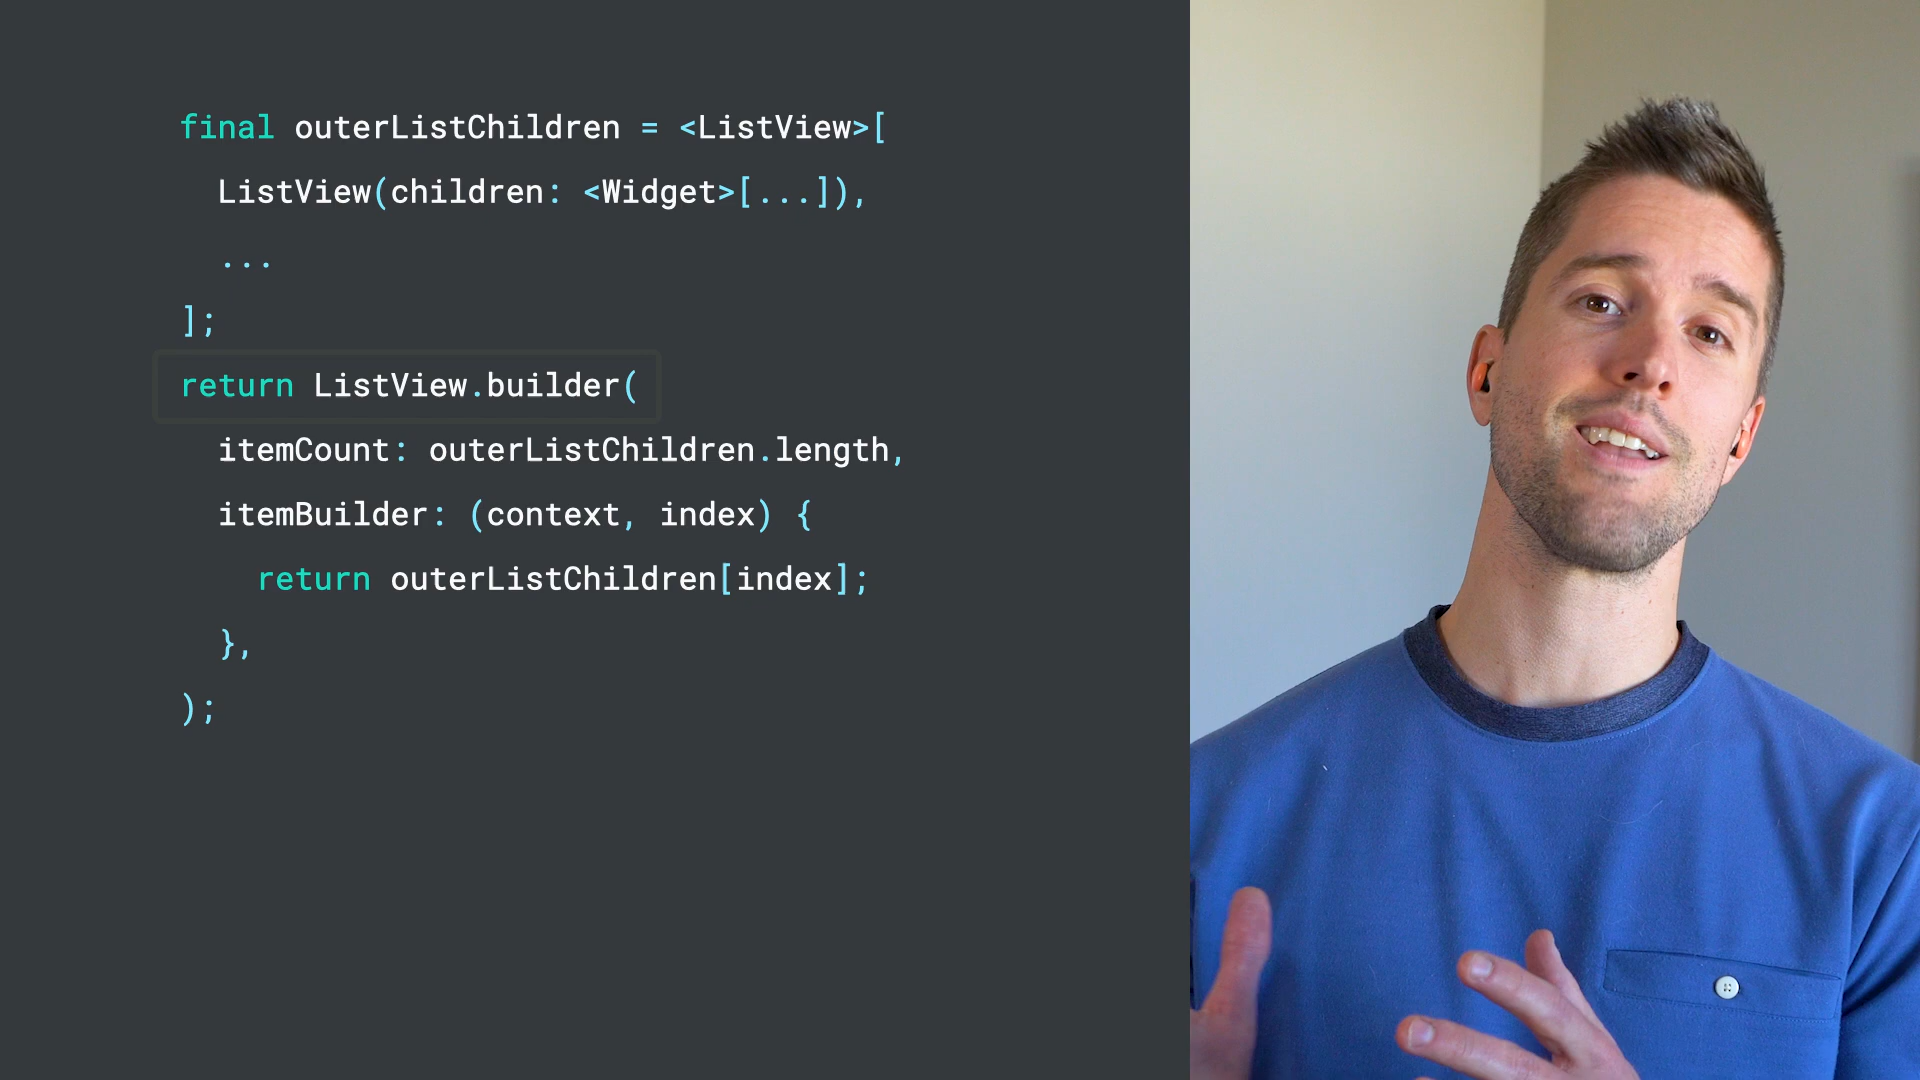 final outerListChildren = <ListView>[
ListView(children: <Widget>[...]),
...
];
return ListView.builder(
itemCount: outerListChildren.length,
itemBuilder: (context, index) {
return outerListChildren[index];
},
);